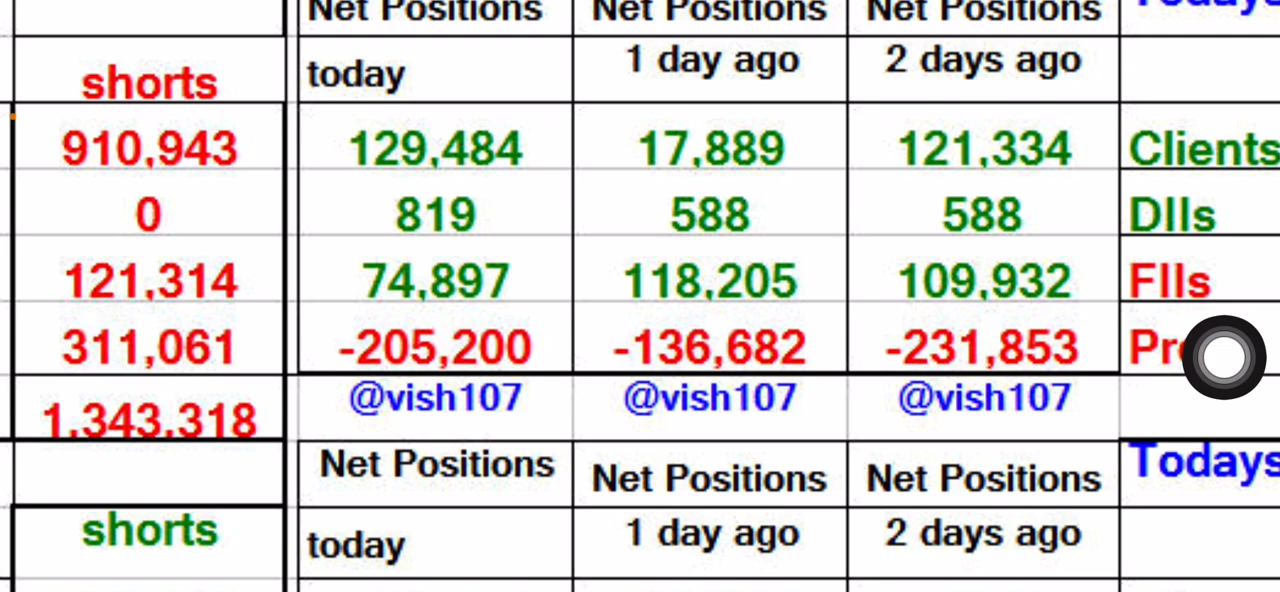 Net Positions Net Positions Net Positions Todays
shorts today 1 day ago 2 days ago
910,943 129,484 17,889 121,334 Clients
0 819 588 588 DIIs
121,314 74,897 118,205 109,932 FIIs
311,061 -205,200 -136,682 -231,853
1,343,318 @vish107 @vish107 @vish107
Net Positions Net Positions Net Positions Todays
shorts today 1 day ago 2 days ago